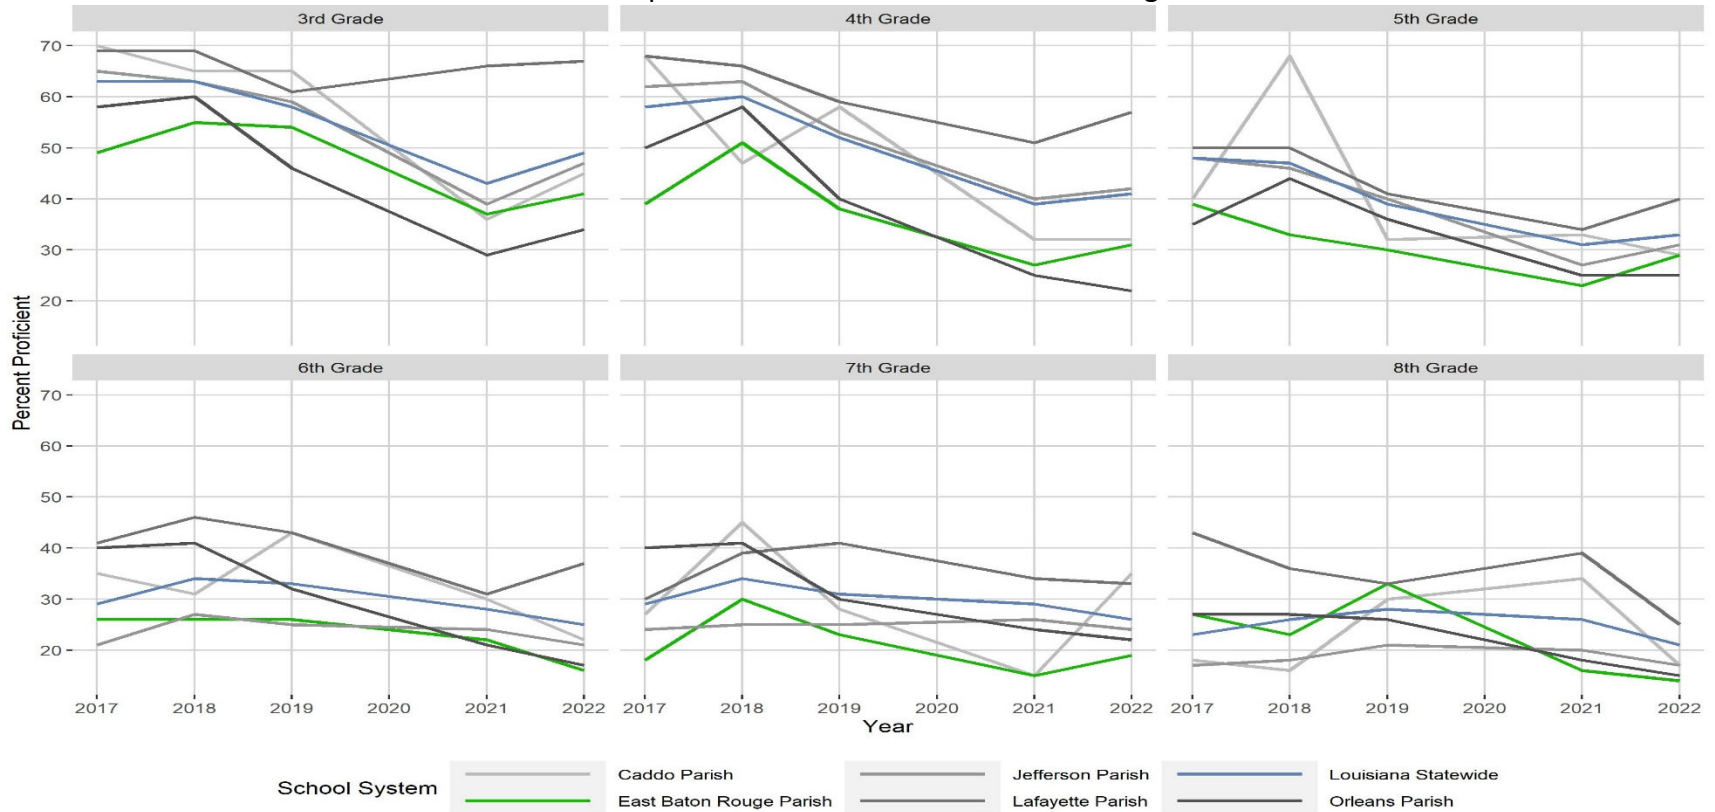 3rd Grade
4th Grade
5th Grade
70
60
50
40
30
20
Percent Proficient
6th Grade
7th Grade
8th Grade
70
60
50
40
30
20
2017 2018 2019 2020 2021 2022
2017 2018 2019 2020 2021 2022
2017 2018 2019 2020 2021 2022
Year
School System
Caddo Parish
Jefferson Parish
Louisiana Statewide
East Baton Rouge Parish
Lafayette Parish
Orleans Parish